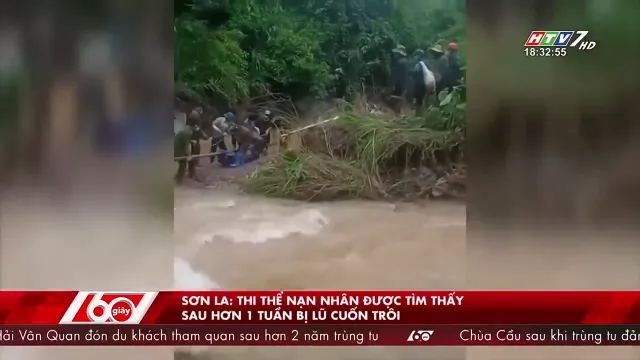 HTV7 HD
18:32:55
60 giây
SƠN LA: THI THỂ NẠN NHÂN ĐƯỢC TÌM THẤY
SAU HƠN 1 TUẦN BỊ LŨ CUỐN TRÔI
Hải Vân Quan đón du khách tham quan sau hơn 2 năm trùng tu 60 Chùa Cầu sau khi trùng tu đã